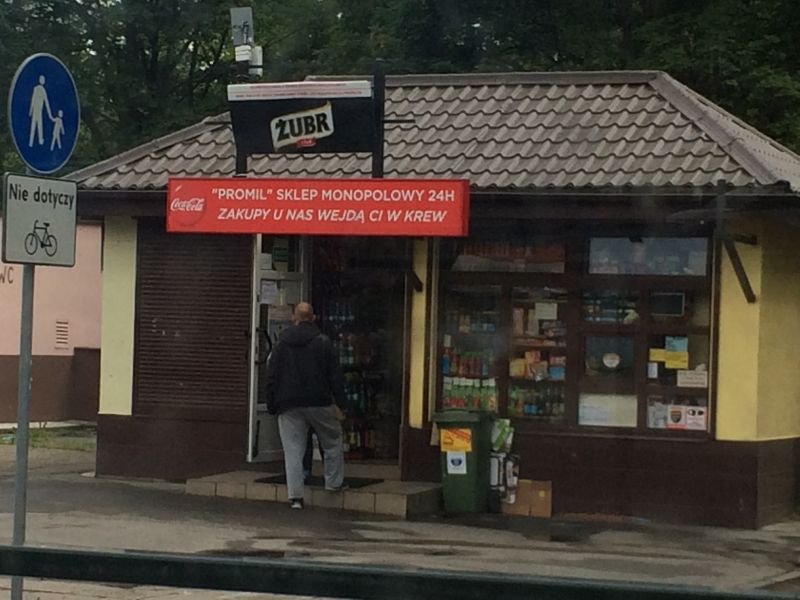 ŻUBR
Coca-Cola
"PROMIL" SKLEP MONOPOLOWY 24H
ZAKUPY U NAS WEJDĄ CI W KREW
Nie dotyczy
WC